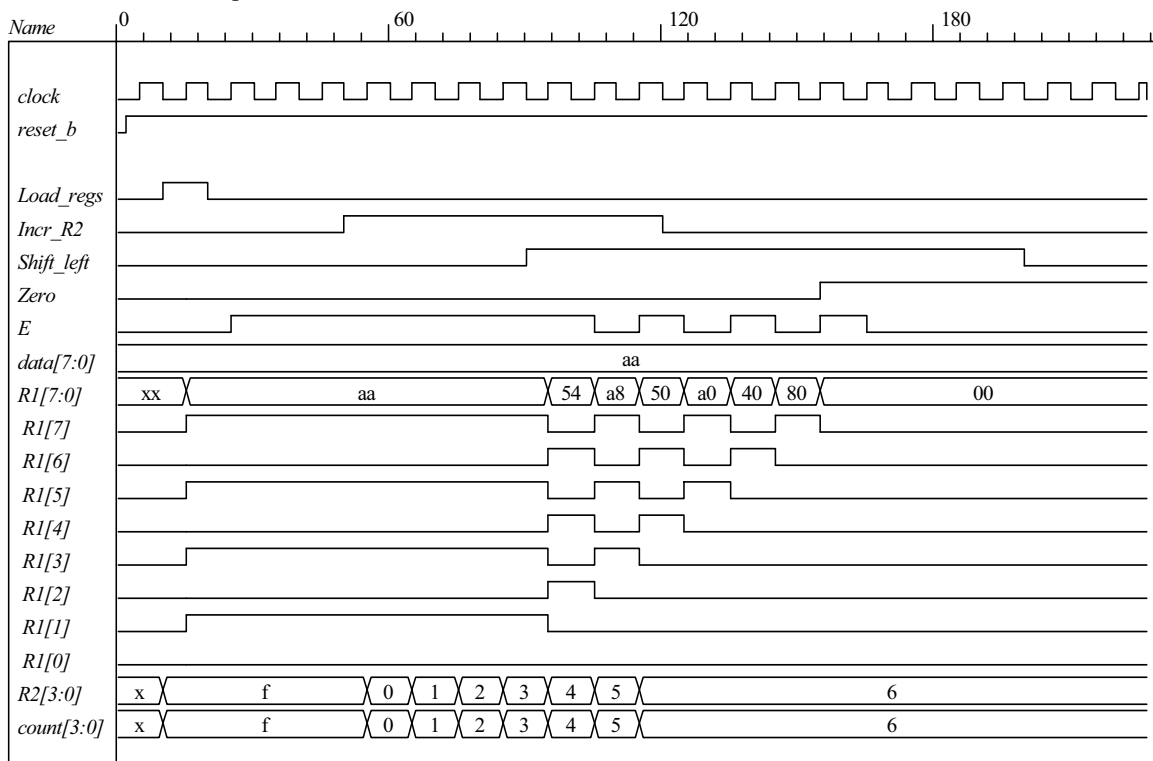 Name 0 60 120 180
clock
reset_b
Load_regs
Incr_R2
Shift_left
Zero
E
data[7:0] aa
R1[7:0] xx aa 54 a8 50 a0 40 80 00
R1[7]
R1[6]
R1[5]
R1[4]
R1[3]
R1[2]
R1[1]
R1[0]
R2[3:0] x f 0 1 2 3 4 5 6
count[3:0] x f 0 1 2 3 4 5 6